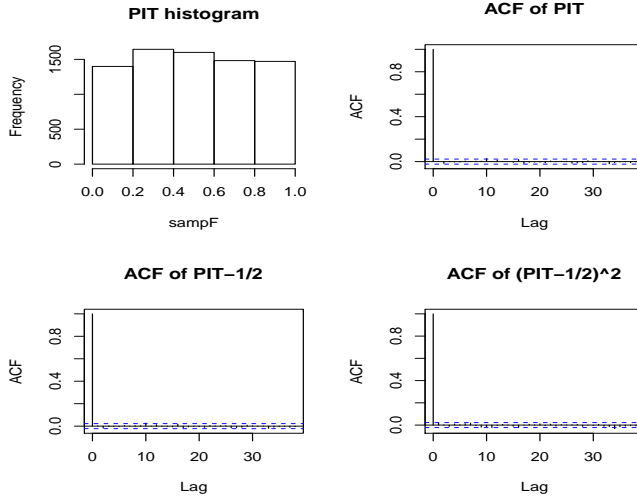 PIT histogram
Frequency
0
500
1500
0.0 0.2 0.4 0.6 0.8 1.0
sampF
ACF of PIT
ACF
0.0
0.4
0.8
0 10 20 30
Lag
ACF of PIT−1/2
ACF
0.0
0.4
0.8
0 10 20 30
Lag
ACF of (PIT−1/2)^2
ACF
0.0
0.4
0.8
0 10 20 30
Lag